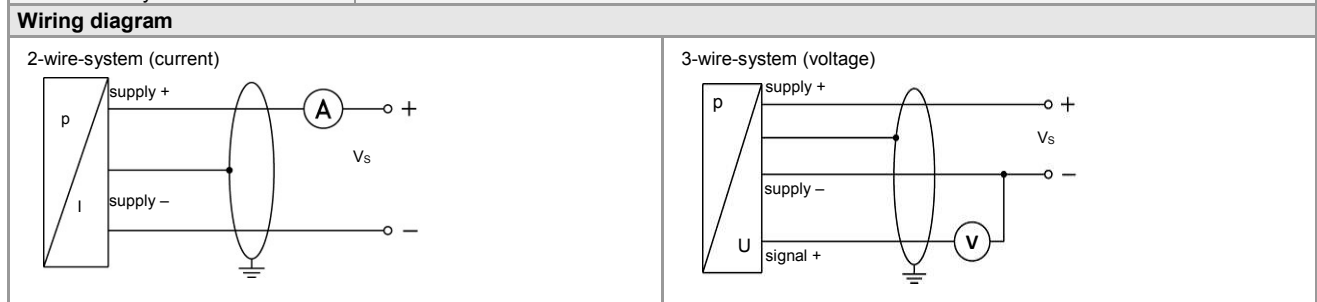 Wiring diagram
2-wire-system (current)
supply +
p
A
+
Vs
I
supply –
–
3-wire-system (voltage)
supply +
p
+
Vs
supply –
–
U
V
signal +